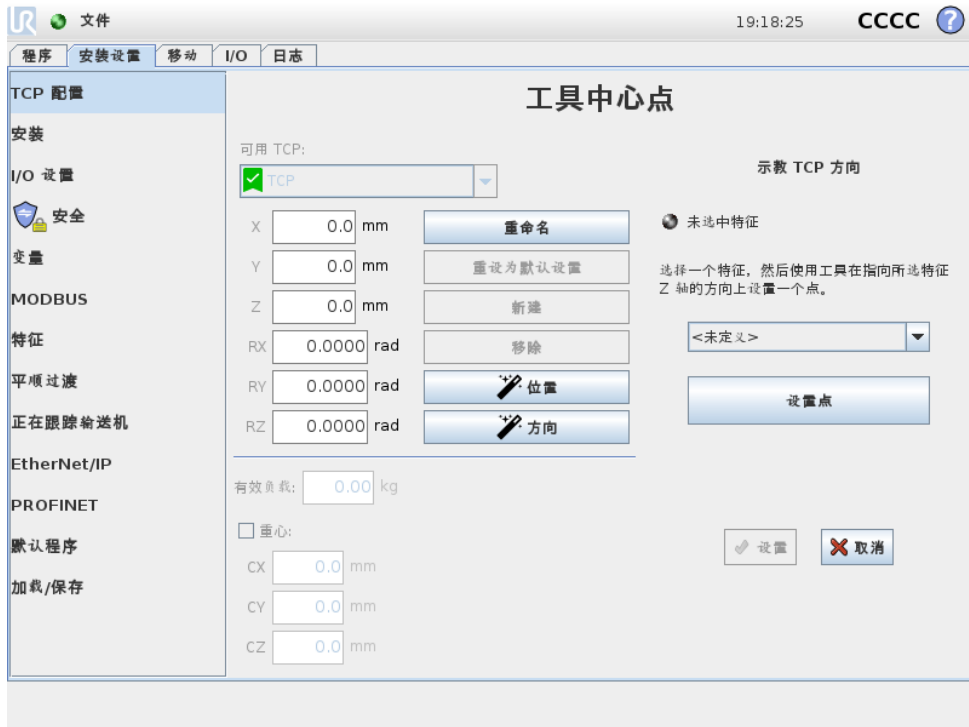 UR 文件 19:18:25 CCCC ?
程序 安装设置 移动 I/O 日志
TCP 配置
安装
I/O 设置
安全
变量
MODBUS
特征
平顺过渡
正在跟踪输送机
EtherNet/IP
PROFINET
默认程序
加载/保存
工具中心点
可用 TCP:
TCP
X 0.0 mm 重命名
Y 0.0 mm 重设为默认设置
Z 0.0 mm 新建
RX 0.0000 rad 移除
RY 0.0000 rad 位置
RZ 0.0000 rad 方向
有效负载: 0.00 kg
重心:
CX 0.0 mm
CY 0.0 mm
CZ 0.0 mm
示教 TCP 方向
未选中特征
选择一个特征，然后使用工具在指向所选特征
Z 轴的方向上设置一个点。
<未定义>
设置点
设置 取消